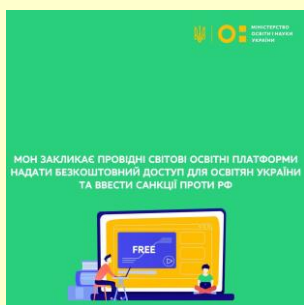 МІНІСТЕРСТВО
ОСВІТИ І НАУКИ
УКРАЇНИ
МОН ЗАКЛИКАЄ ПРОВІДНІ СВІТОВІ ОСВІТНІ ПЛАТФОРМИ
НАДАТИ БЕЗКОШТОВНИЙ ДОСТУП ДЛЯ ОСВІТЯН УКРАЇНИ
ТА ВВЕСТИ САНКЦІЇ ПРОТИ РФ
FREE